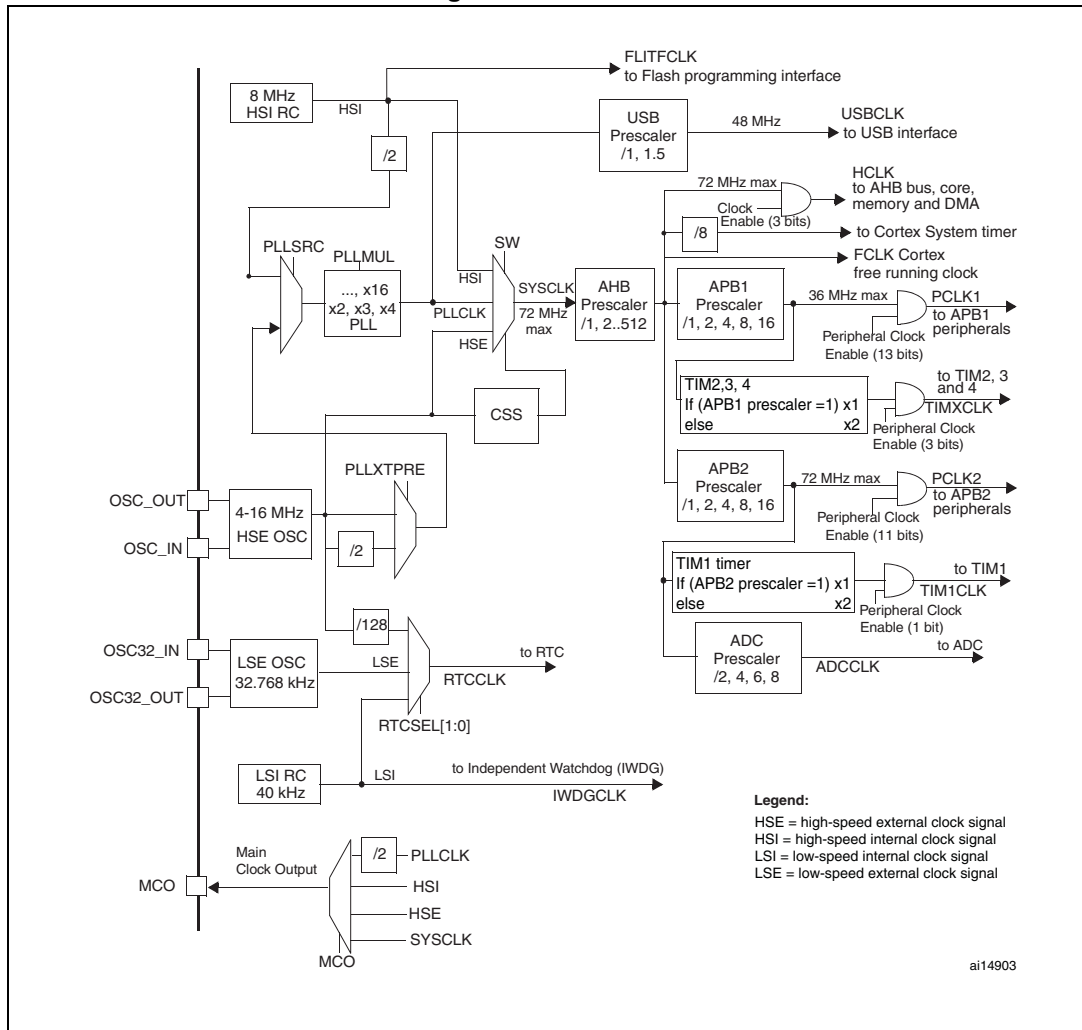 FLITFCLK
to Flash programming interface
8 MHz
HSI RC
HSI
/2
USB
Prescaler
/1, 1.5
48 MHz
USBCLK
to USB interface
72 MHz max
Clock
Enable (3 bits)
HCLK
to AHB bus, core,
memory and DMA
/8
to Cortex System timer
FCLK Cortex
free running clock
PLLSRC
PLLMUL
..., x16
x2, x3, x4
PLL
SW
HSI
PLLCLK
HSE
SYSCLK
72 MHz
max
AHB
Prescaler
/1, 2..512
APB1
Prescaler
/1, 2, 4, 8, 16
36 MHz max
PCLK1
to APB1
peripherals
Peripheral Clock
Enable (13 bits)
CSS
TIM2,3, 4
If (APB1 prescaler =1) x1
else x2
to TIM2, 3
and 4
TIMXCLK
Peripheral Clock
Enable (3 bits)
PLLXTPRE
OSC_OUT
OSC_IN
4-16 MHz
HSE OSC
/2
APB2
Prescaler
/1, 2, 4, 8, 16
72 MHz max
PCLK2
to APB2
peripherals
Peripheral Clock
Enable (11 bits)
TIM1 timer
If (APB2 prescaler =1) x1
else x2
to TIM1
TIM1CLK
Peripheral Clock
Enable (1 bit)
/128
OSC32_IN
OSC32_OUT
LSE OSC
32.768 kHz
LSE
to RTC
RTCCLK
RTCSEL[1:0]
ADC
Prescaler
/2, 4, 6, 8
to ADC
ADCCLK
LSI RC
40 kHz
LSI
to Independent Watchdog (IWDG)
IWDGCLK
Legend:
HSE = high-speed external clock signal
HSI = high-speed internal clock signal
LSI = low-speed internal clock signal
LSE = low-speed external clock signal
Main
Clock Output
MCO
/2
PLLCLK
HSI
HSE
SYSCLK
MCO
ai14903